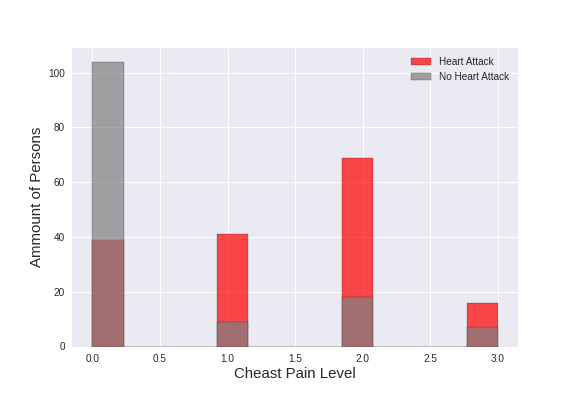 Heart Attack
No Heart Attack
Ammount of Persons
100
80
60
40
20
0
0.0 0.5 1.0 1.5 2.0 2.5 3.0
Cheast Pain Level